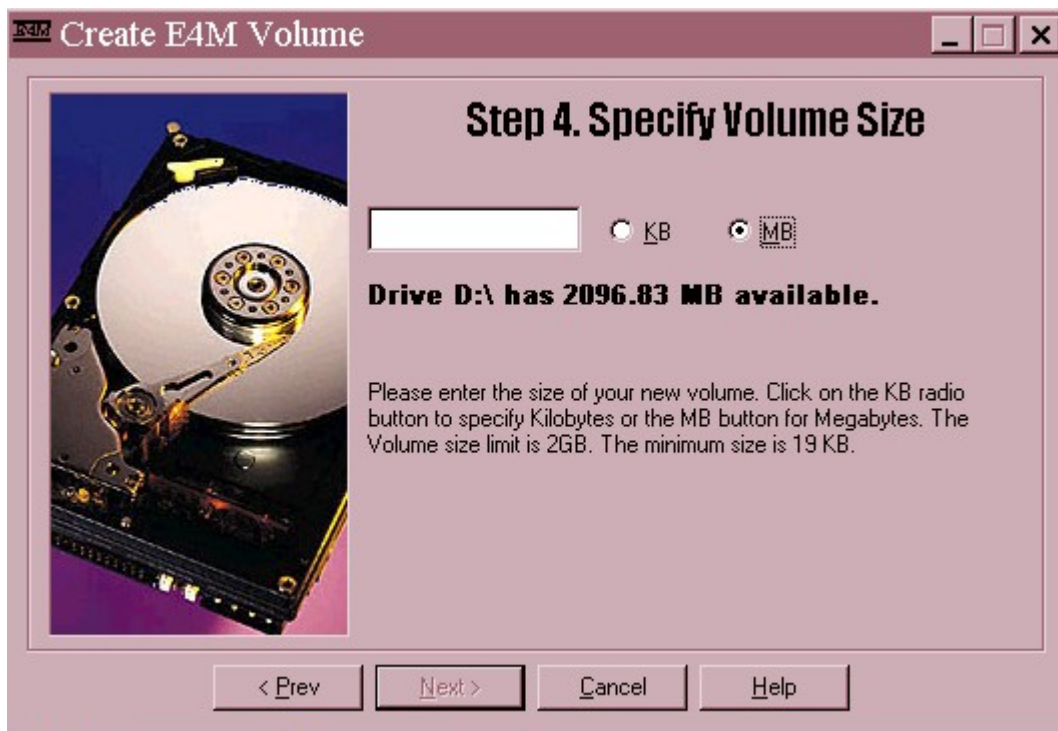 E4M Create E4M Volume
Step 4. Specify Volume Size
KB MB
Drive D:\ has 2096.83 MB available.
Please enter the size of your new volume. Click on the KB radio
button to specify Kilobytes or the MB button for Megabytes. The
Volume size limit is 2GB. The minimum size is 19 KB.
< Prev Next > Cancel Help